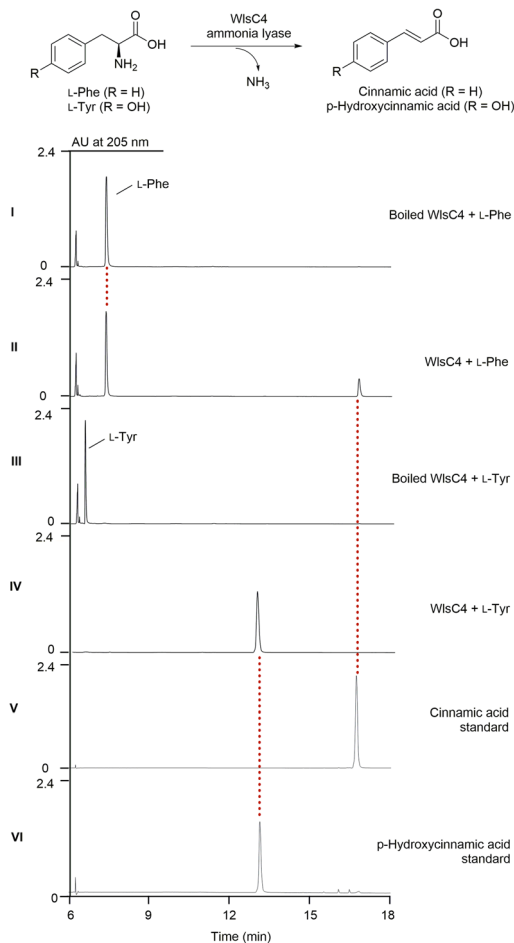 WlsC4
ammonia lyase
O
OH
NH2
R
NH3
O
OH
R
L-Phe (R = H)
L-Tyr (R = OH)
Cinnamic acid (R = H)
p-Hydroxycinnamic acid (R = OH)
AU at 205 nm
2.4
L-Phe
I
Boiled WlsC4 + L-Phe
0
2.4
II
WlsC4 + L-Phe
0
2.4
L-Tyr
III
Boiled WlsC4 + L-Tyr
0
2.4
IV
WlsC4 + L-Tyr
0
2.4
V
Cinnamic acid
standard
0
2.4
VI
p-Hydroxycinnamic acid
standard
0
6 9 12 15 18
Time (min)